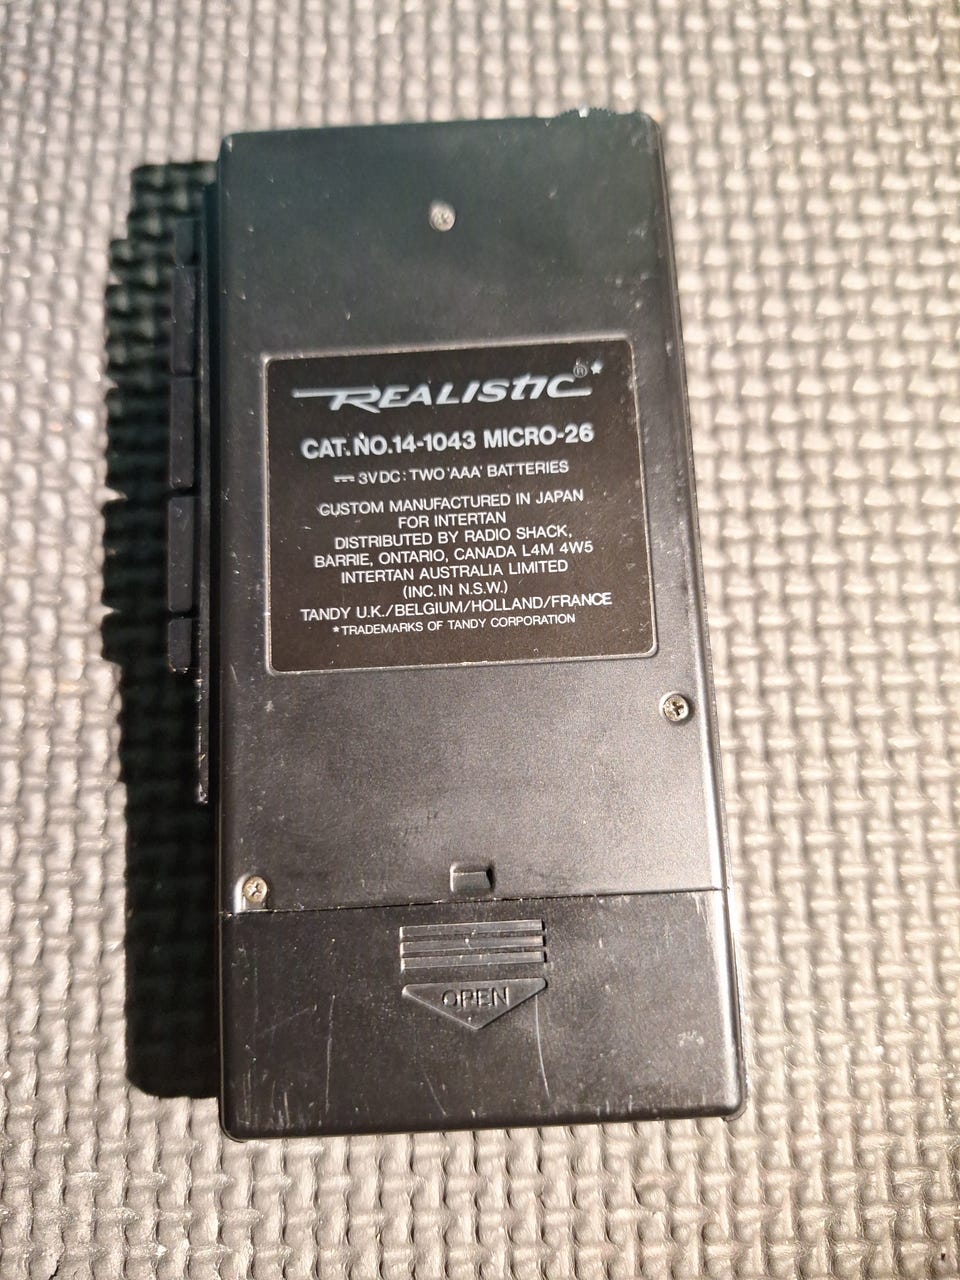 REALISTIC®*
CAT. NO.14-1043 MICRO-26
⎓ 3V DC: TWO 'AAA' BATTERIES
CUSTOM MANUFACTURED IN JAPAN
FOR INTERTAN
DISTRIBUTED BY RADIO SHACK,
BARRIE, ONTARIO, CANADA L4M 4W5
INTERTAN AUSTRALIA LIMITED
(INC. IN N.S.W.)
TANDY U.K./BELGIUM/HOLLAND/FRANCE
*TRADEMARKS OF TANDY CORPORATION
OPEN